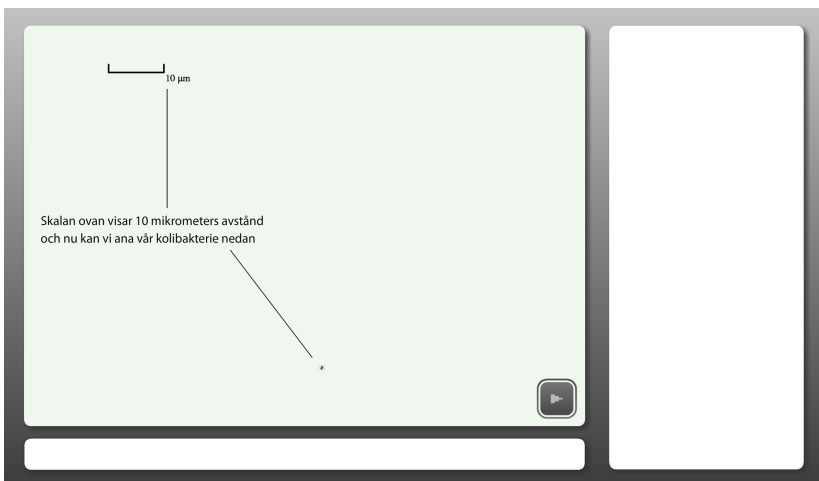 10 µm
Skalan ovan visar 10 mikrometers avstånd
och nu kan vi ana vår kolibakterie nedan